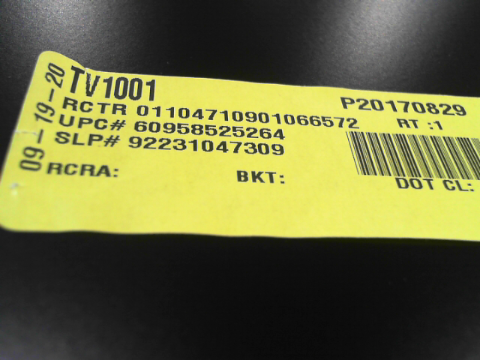 09-19-20
TV1001
P20170829
RCTR 01104710901066572
RT :1
UPC# 60958525264
SLP# 92231047309
RCRA:
BKT:
DOT CL: